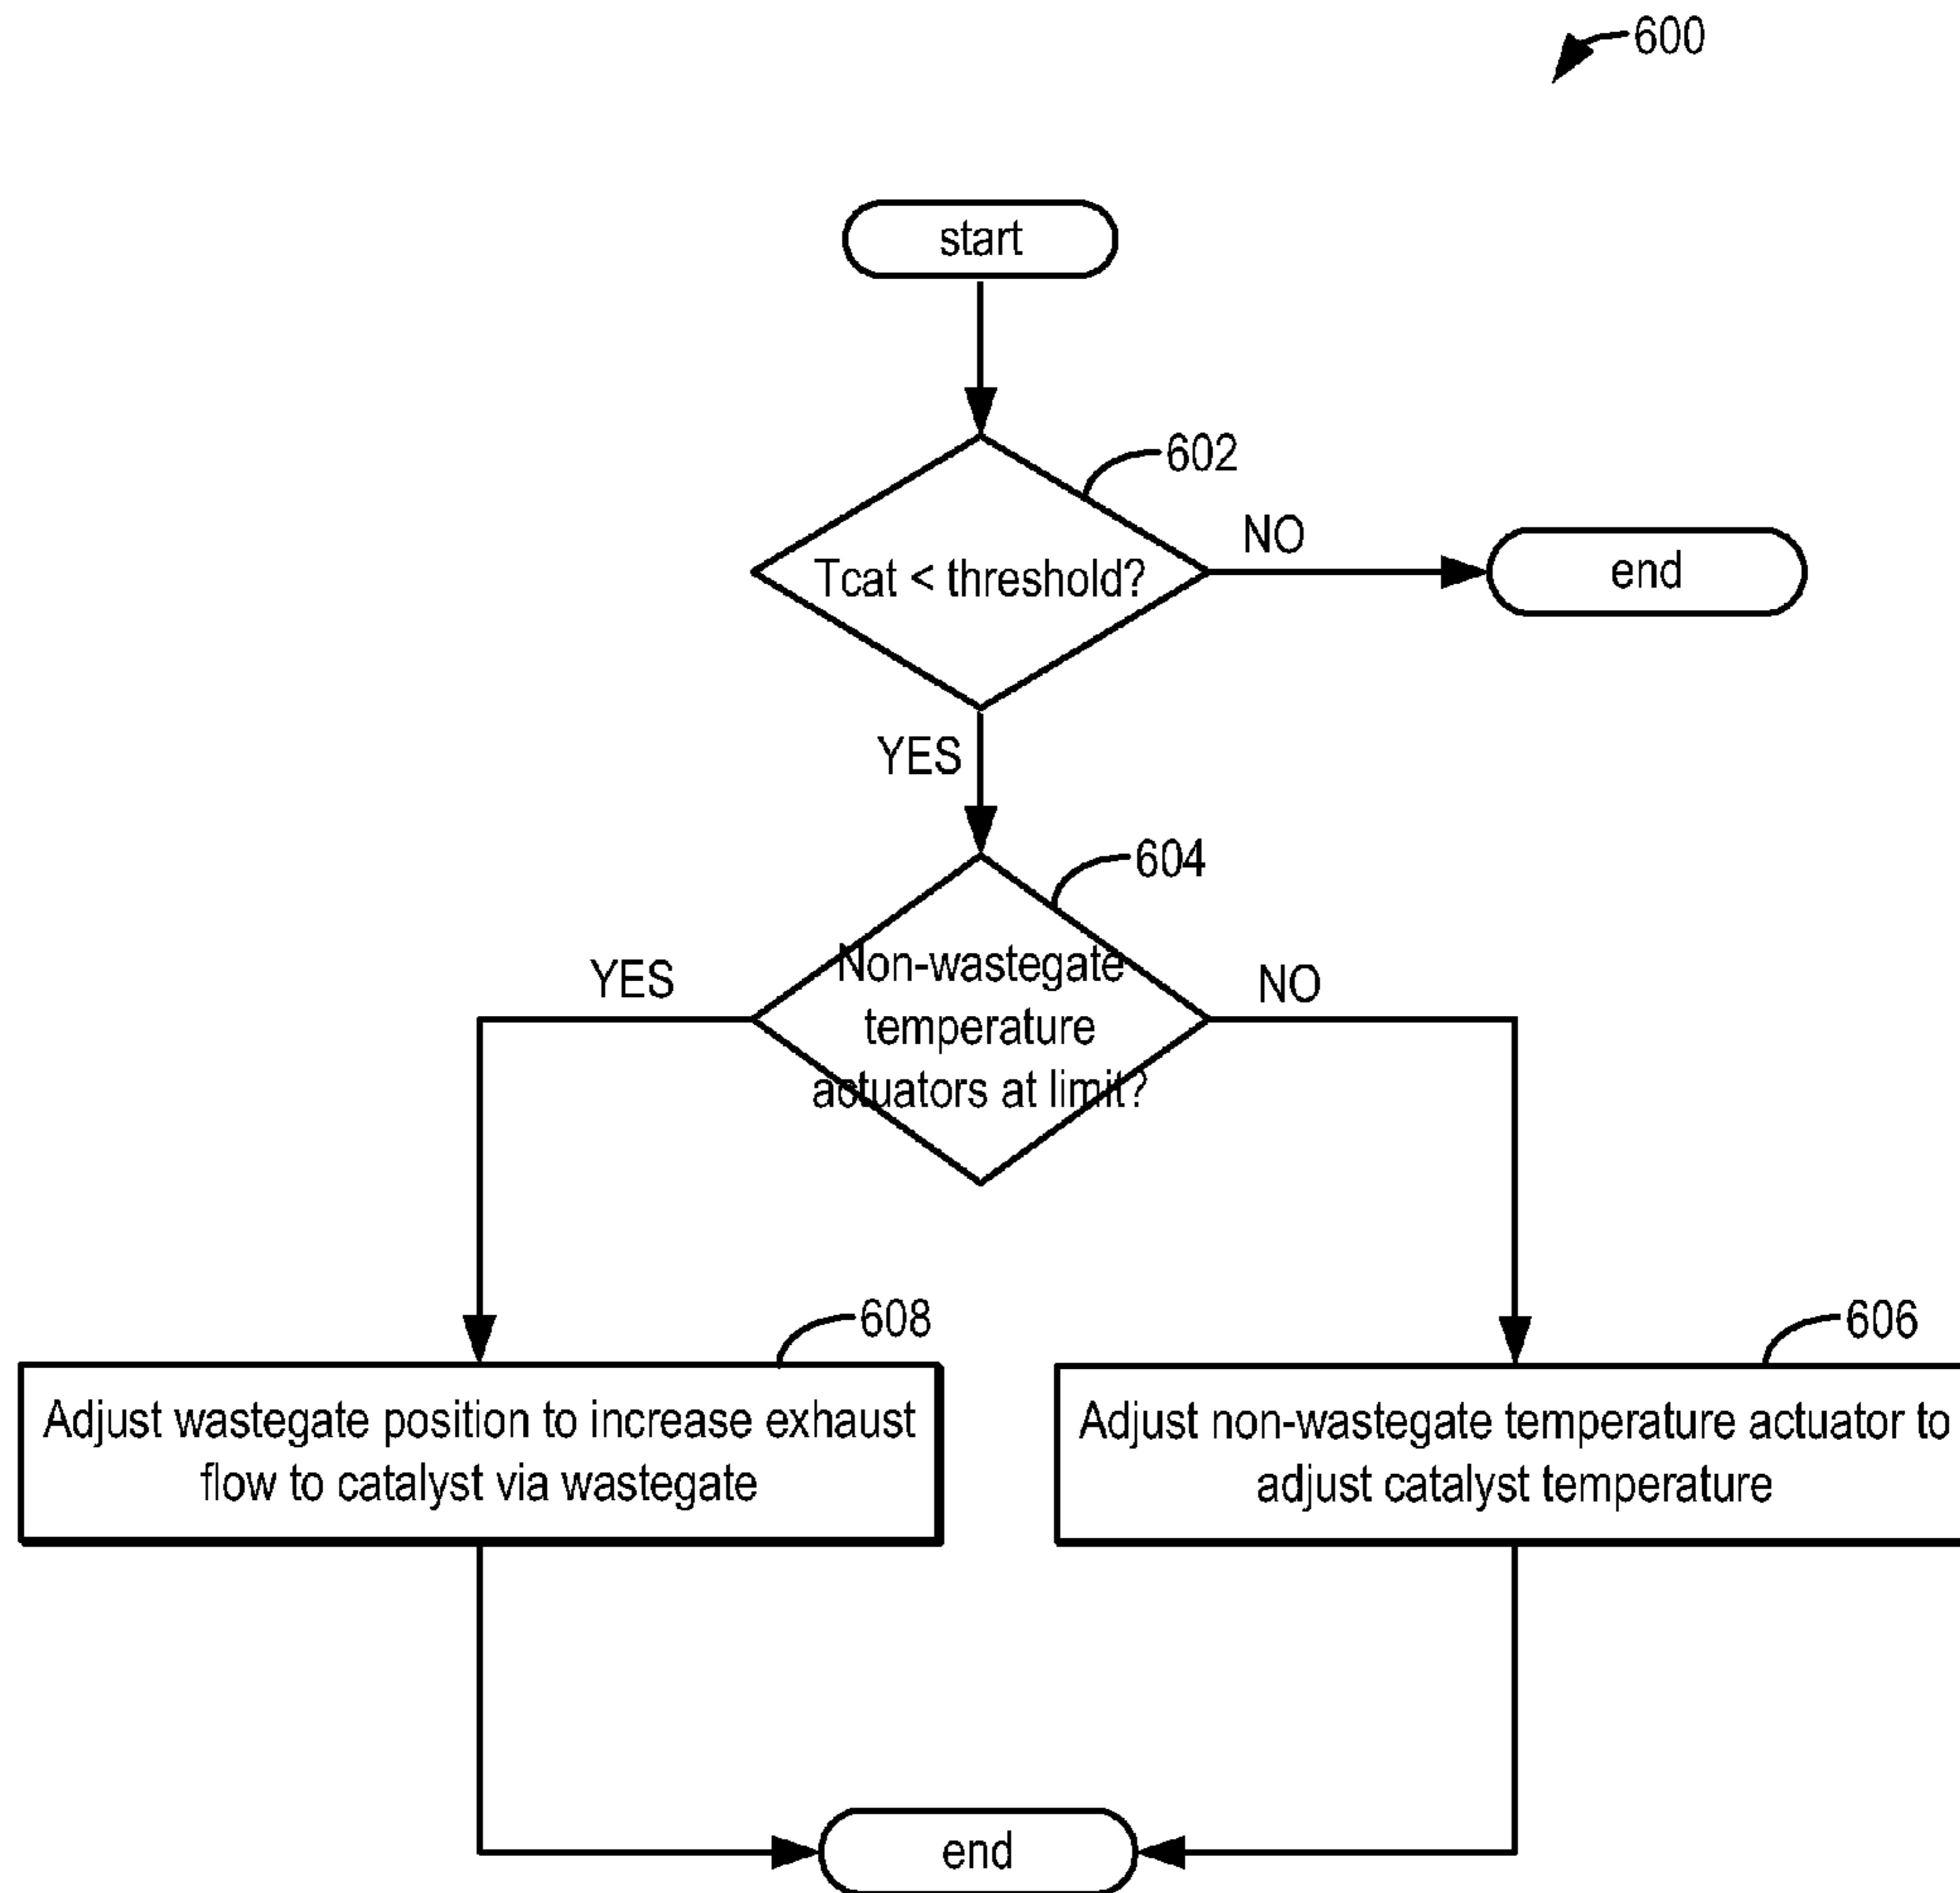 600
start
602
Tcat < threshold?
NO
end
YES
604
Non-wastegate
temperature
actuators at limit?
YES
NO
608
Adjust wastegate position to increase exhaust
flow to catalyst via wastegate
606
Adjust non-wastegate temperature actuator to
adjust catalyst temperature
end